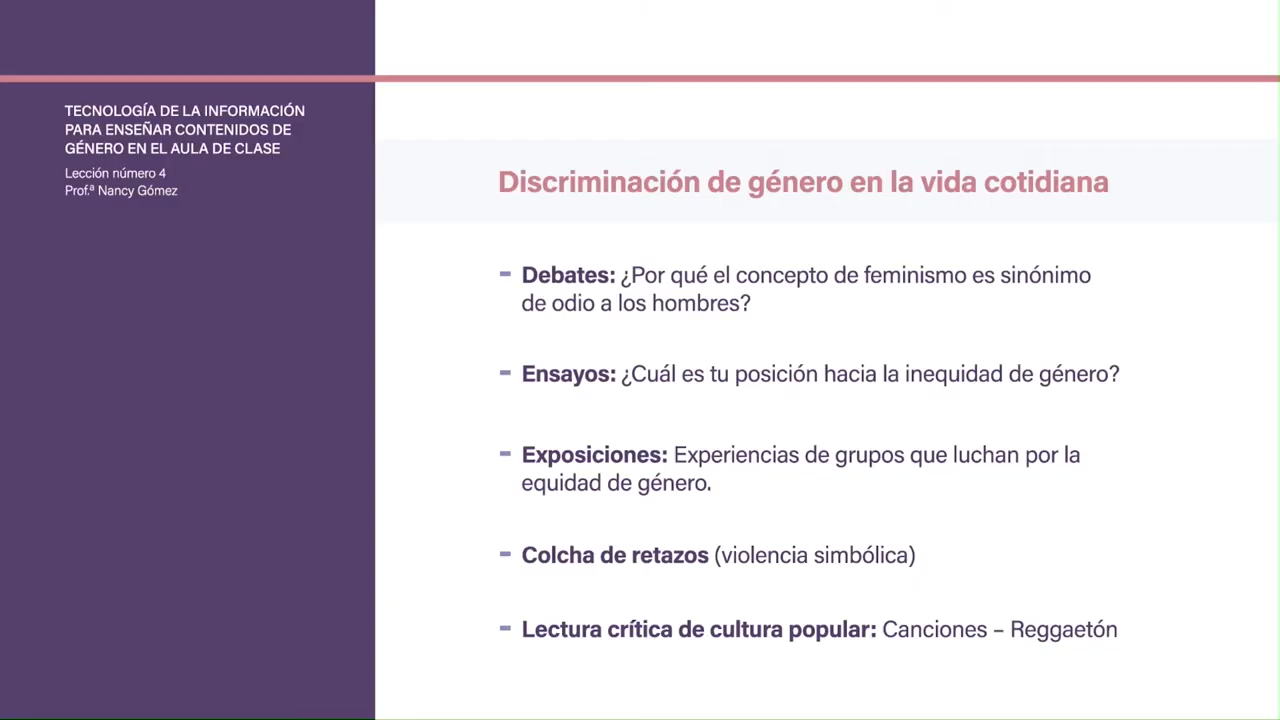 TECNOLOGÍA DE LA INFORMACIÓN
PARA ENSEÑAR CONTENIDOS DE
GÉNERO EN EL AULA DE CLASE
Lección número 4
Prof.ª Nancy Gómez
Discriminación de género en la vida cotidiana
- Debates: ¿Por qué el concepto de feminismo es sinónimo
de odio a los hombres?
- Ensayos: ¿Cuál es tu posición hacia la inequidad de género?
- Exposiciones: Experiencias de grupos que luchan por la
equidad de género.
- Colcha de retazos (violencia simbólica)
- Lectura crítica de cultura popular: Canciones – Reggaetón